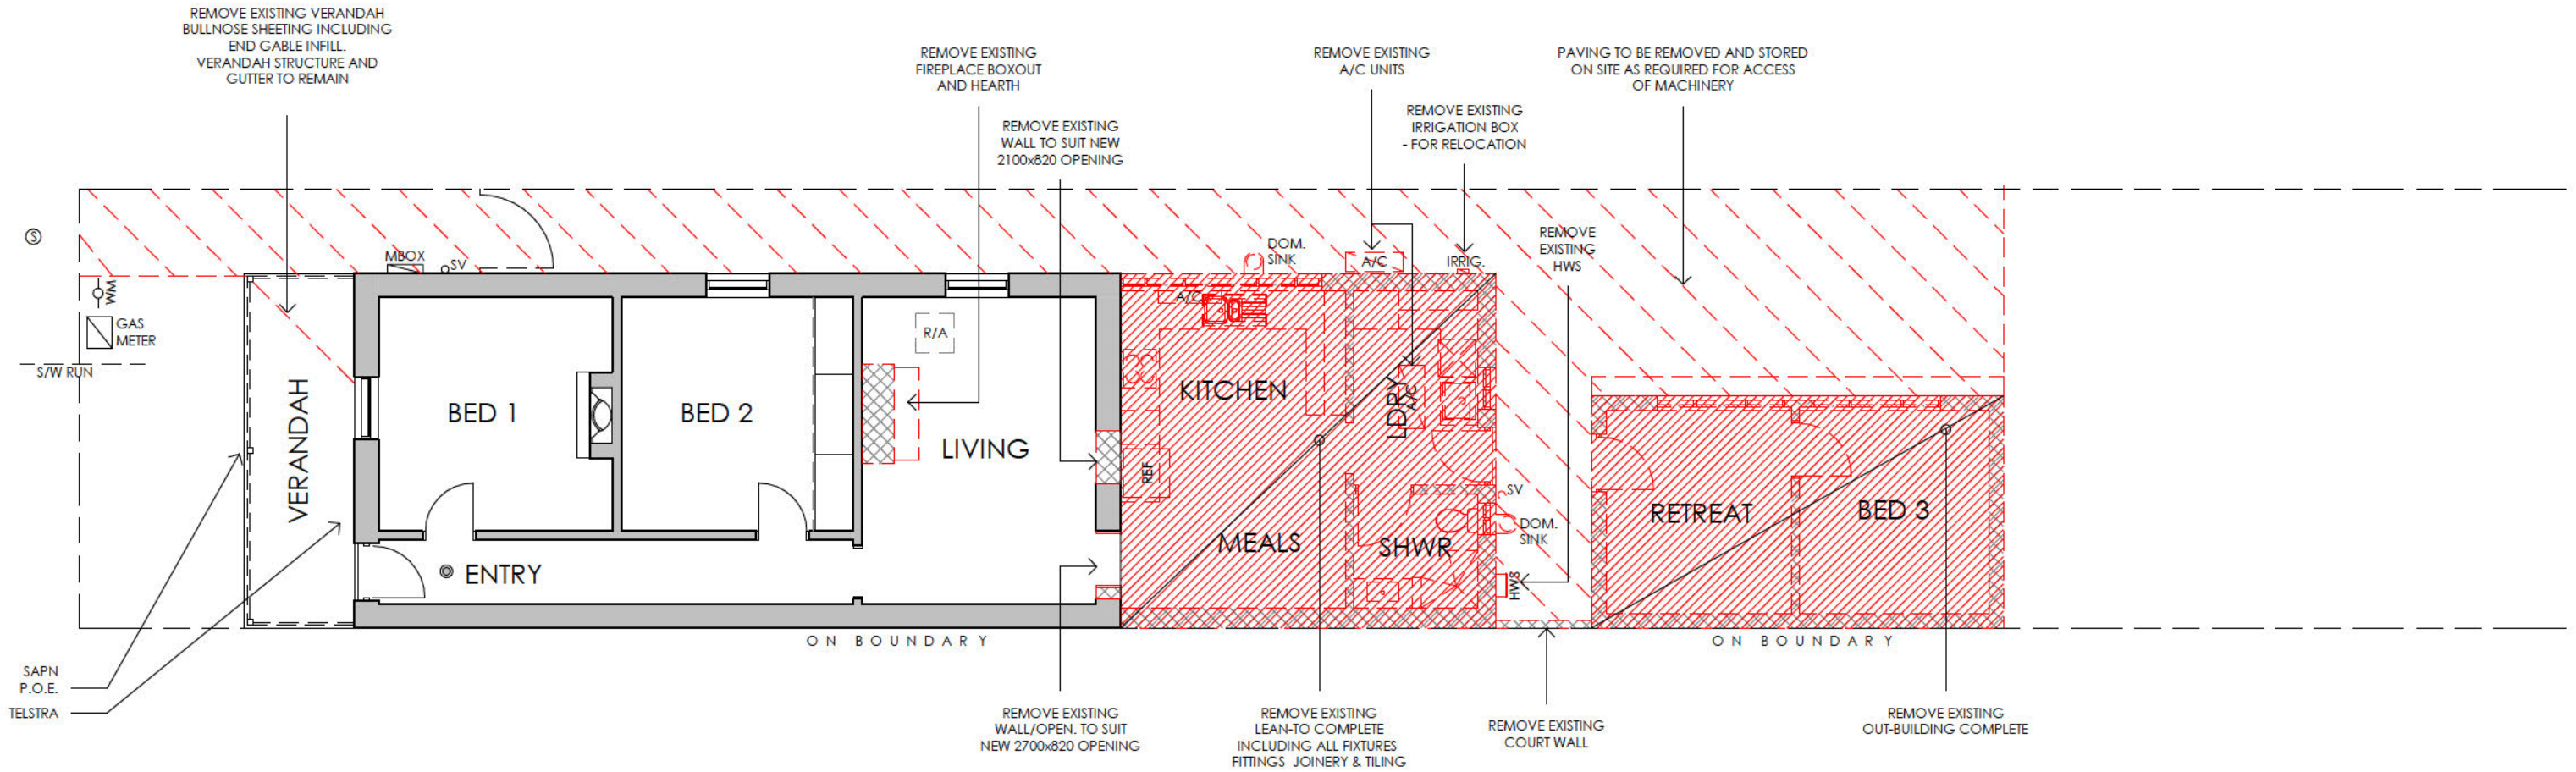 REMOVE EXISTING VERANDAH
BULLNOSE SHEETING INCLUDING
END GABLE INFILL.
VERANDAH STRUCTURE AND
GUTTER TO REMAIN
REMOVE EXISTING
FIREPLACE BOXOUT
AND HEARTH
REMOVE EXISTING
WALL TO SUIT NEW
2100x820 OPENING
REMOVE EXISTING
A/C UNITS
REMOVE EXISTING
IRRIGATION BOX
- FOR RELOCATION
PAVING TO BE REMOVED AND STORED
ON SITE AS REQUIRED FOR ACCESS
OF MACHINERY
REMOVE
EXISTING
HWS
S
MBOX
SV
DOM.
SINK
A/C
IRRIG.
WM
GAS
METER
S/W RUN
A/C
R/A
VERANDAH
BED 1
BED 2
LIVING
KITCHEN
LDRY
A/C
REF
SV
DOM.
SINK
RETREAT
BED 3
MEALS
SHWR
HWS
ENTRY
ON BOUNDARY
ON BOUNDARY
SAPN
P.O.E.
TELSTRA
REMOVE EXISTING
WALL/OPEN. TO SUIT
NEW 2700x820 OPENING
REMOVE EXISTING
LEAN-TO COMPLETE
INCLUDING ALL FIXTURES
FITTINGS JOINERY & TILING
REMOVE EXISTING
COURT WALL
REMOVE EXISTING
OUT-BUILDING COMPLETE